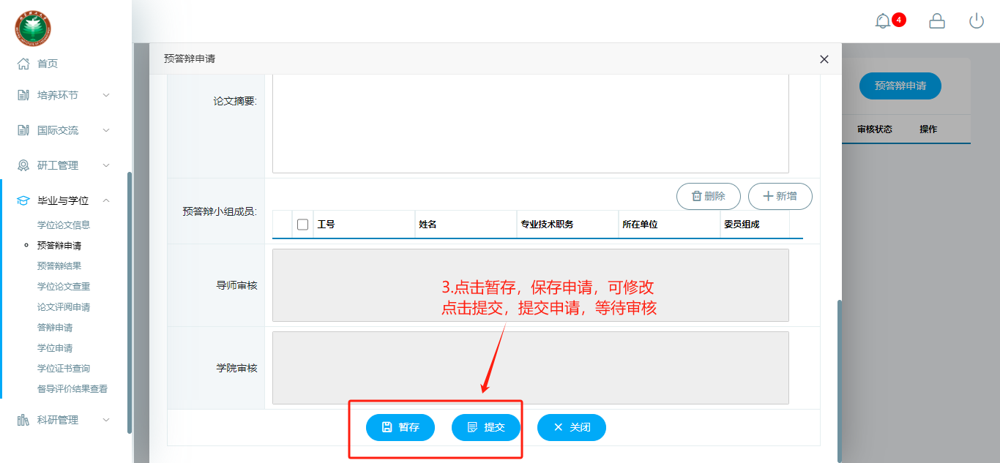 4
首页
培养环节
国际交流
研工管理
毕业与学位
学位论文信息
预答辩申请
预答辩结果
学位论文查重
论文评阅申请
答辩申请
学位申请
学位证书查询
督导评价结果查看
科研管理
预答辩申请
论文摘要:
预答辩小组成员:
删除 新增
工号 姓名 专业技术职务 所在单位 委员组成
导师审核
3.点击暂存，保存申请，可修改
点击提交，提交申请，等待审核
学院审核
暂存 提交 关闭
预答辩申请
审核状态 操作